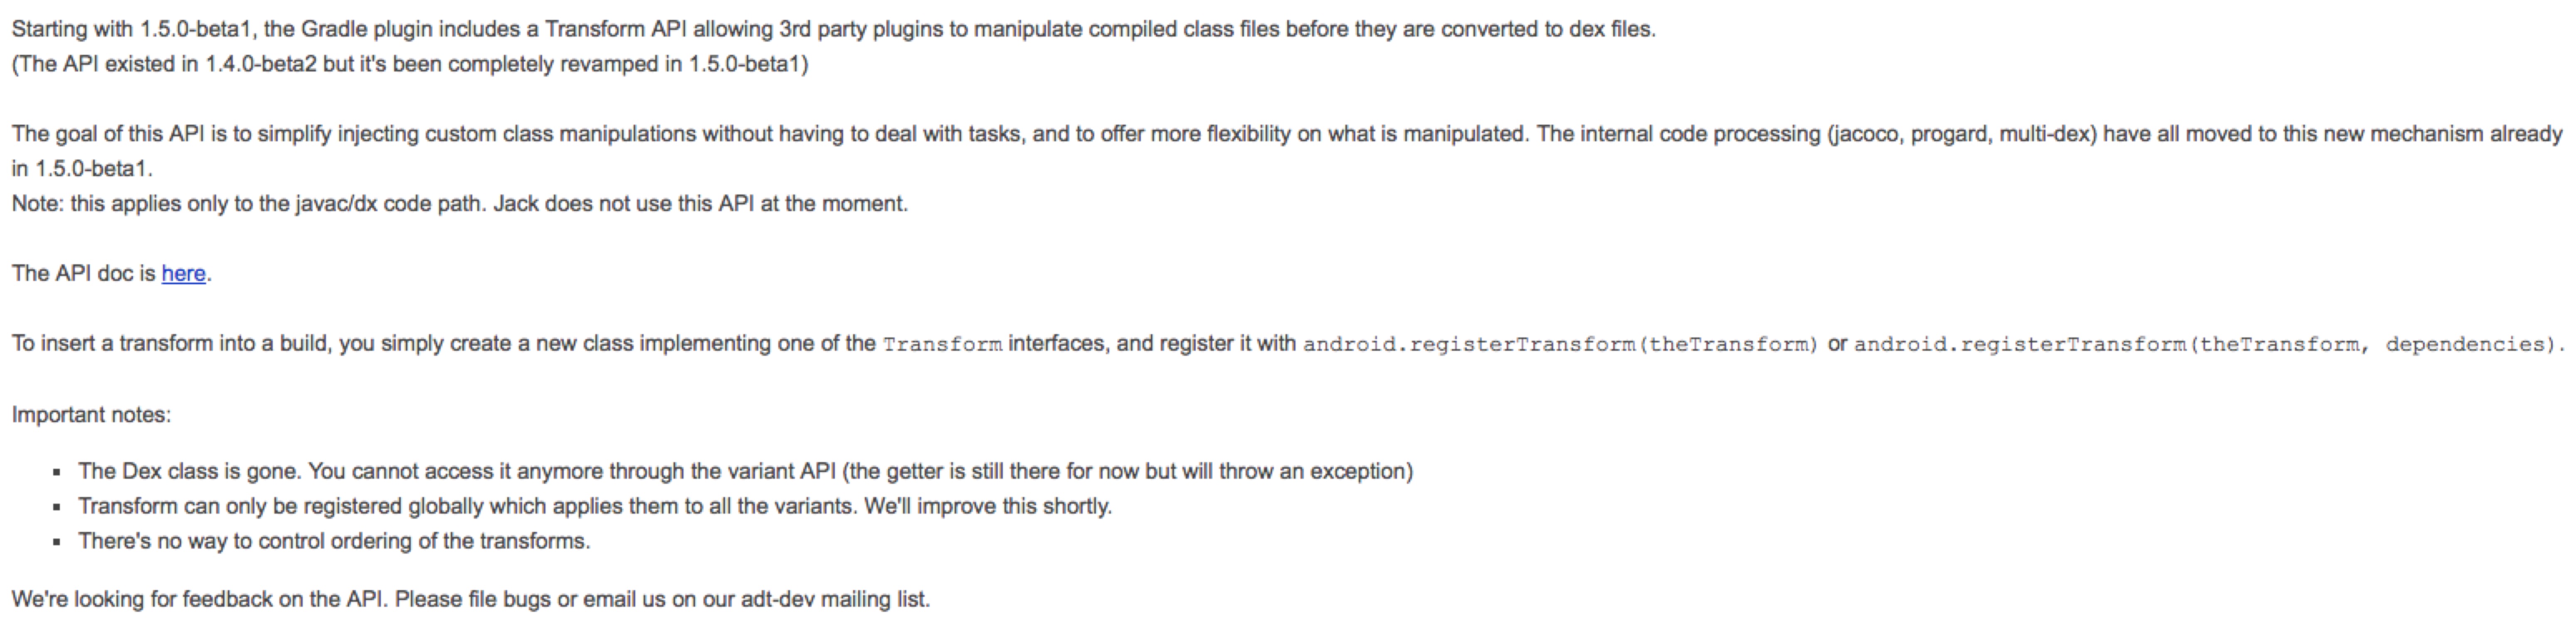 Starting with 1.5.0-beta1, the Gradle plugin includes a Transform API allowing 3rd party plugins to manipulate compiled class files before they are converted to dex files.
(The API existed in 1.4.0-beta2 but it's been completely revamped in 1.5.0-beta1)
The goal of this API is to simplify injecting custom class manipulations without having to deal with tasks, and to offer more flexibility on what is manipulated. The internal code processing (jacoco, progard, multi-dex) have all moved to this new mechanism already
in 1.5.0-beta1.
Note: this applies only to the javac/dx code path. Jack does not use this API at the moment.
The API doc is here.
To insert a transform into a build, you simply create a new class implementing one of the Transform interfaces, and register it with android.registerTransform(theTransform) or android.registerTransform(theTransform, dependencies).
Important notes:
▪ The Dex class is gone. You cannot access it anymore through the variant API (the getter is still there for now but will throw an exception)
▪ Transform can only be registered globally which applies them to all the variants. We'll improve this shortly.
▪ There's no way to control ordering of the transforms.
We're looking for feedback on the API. Please file bugs or email us on our adt-dev mailing list.